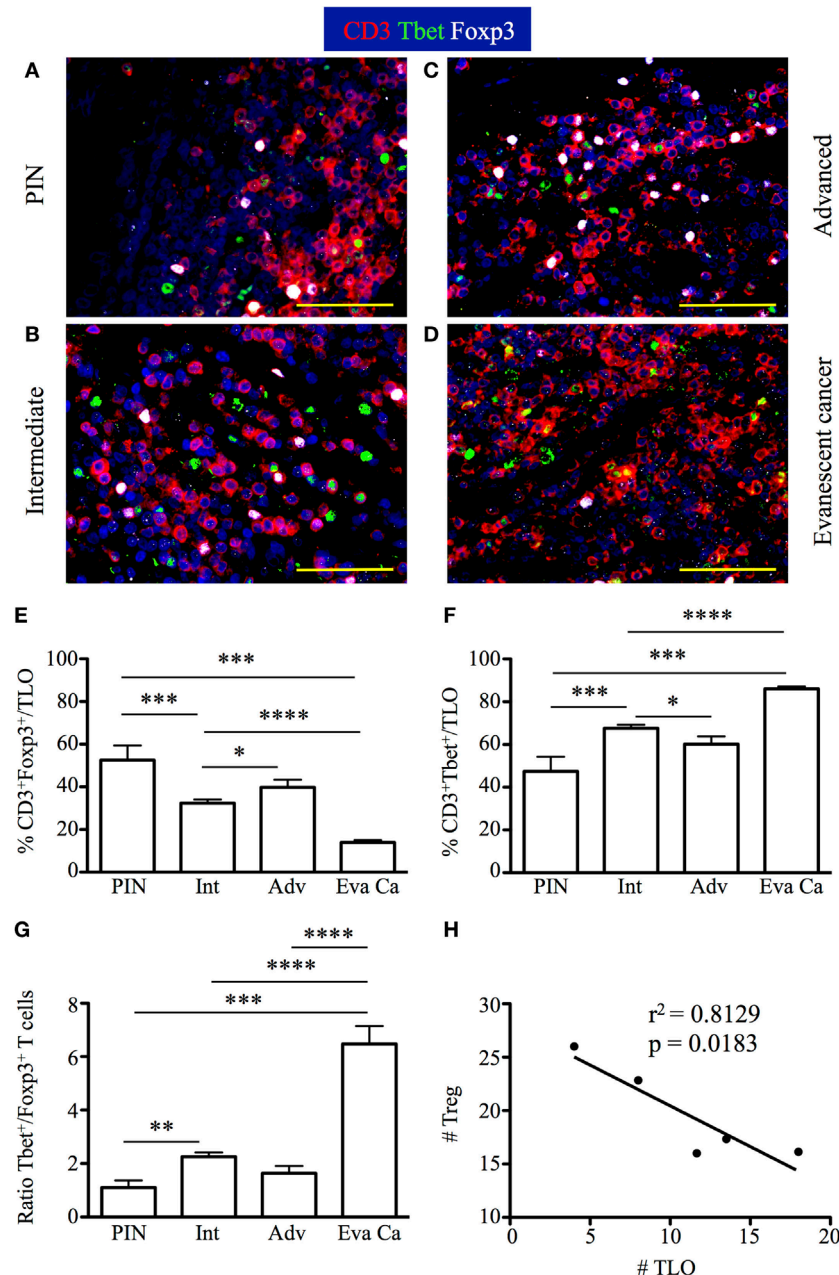 CD3 Tbet Foxp3
A
C
PIN
Advanced
B
D
Intermediate
Evanescent cancer
E
F
% CD3+Foxp3+/TLO
100
80
60
40
20
0
***
***
****
*
PIN Int Adv Eva Ca
% CD3+Tbet+/TLO
100
80
60
40
20
0
****
***
***
*
PIN Int Adv Eva Ca
G
H
Ratio Tbet+/Foxp3+ T cells
8
6
4
2
0
****
****
***
**
PIN Int Adv Eva Ca
# Treg
30
25
20
15
10
r² = 0.8129
p = 0.0183
0 5 10 15 20
# TLO